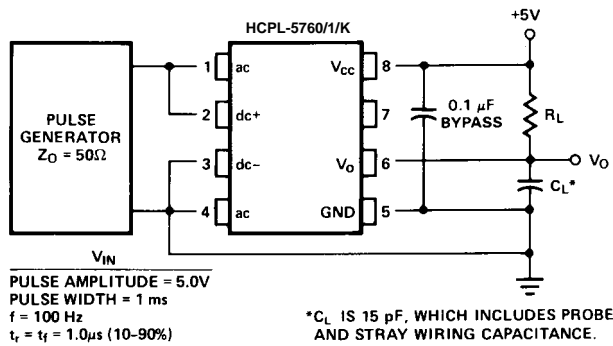 HCPL-5760/1/K
+5V
PULSE
GENERATOR
Z_O = 50Ω
1 ac
2 dc+
3 dc–
4 ac
V_CC 8
7
V_O 6
GND 5
0.1 µF
BYPASS
R_L
V_O
C_L*
V_IN
PULSE AMPLITUDE = 5.0V
PULSE WIDTH = 1 ms
f = 100 Hz
t_r = t_f = 1.0µs (10–90%)
*C_L IS 15 pF, WHICH INCLUDES PROBE
AND STRAY WIRING CAPACITANCE.